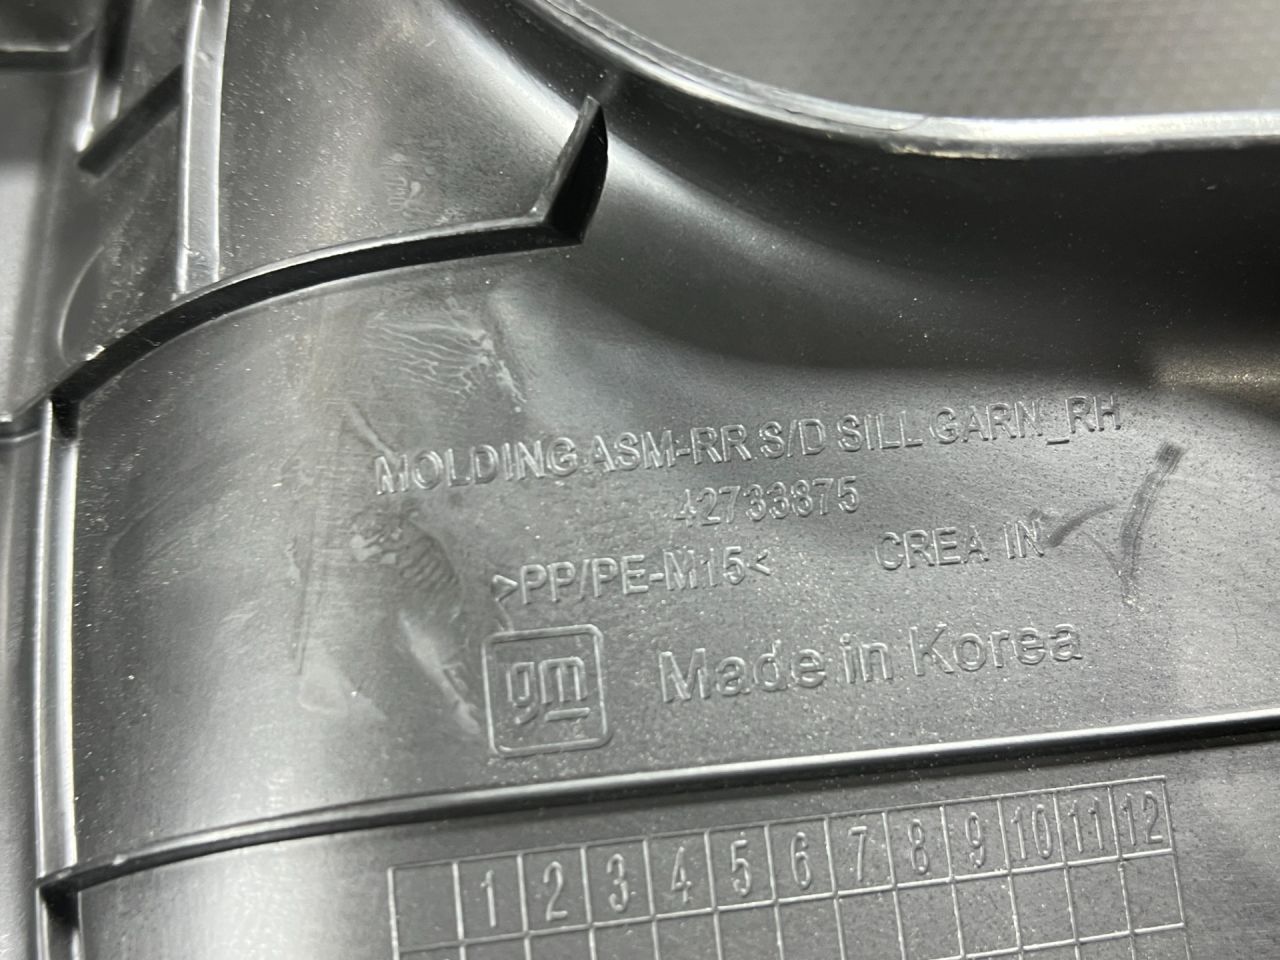 MOLDING ASM-RR S/D SILL GARN_RH
42733875
>PP/PE-M15< CREA IN
gm Made in Korea
1 2 3 4 5 6 7 8 9 10 11 12